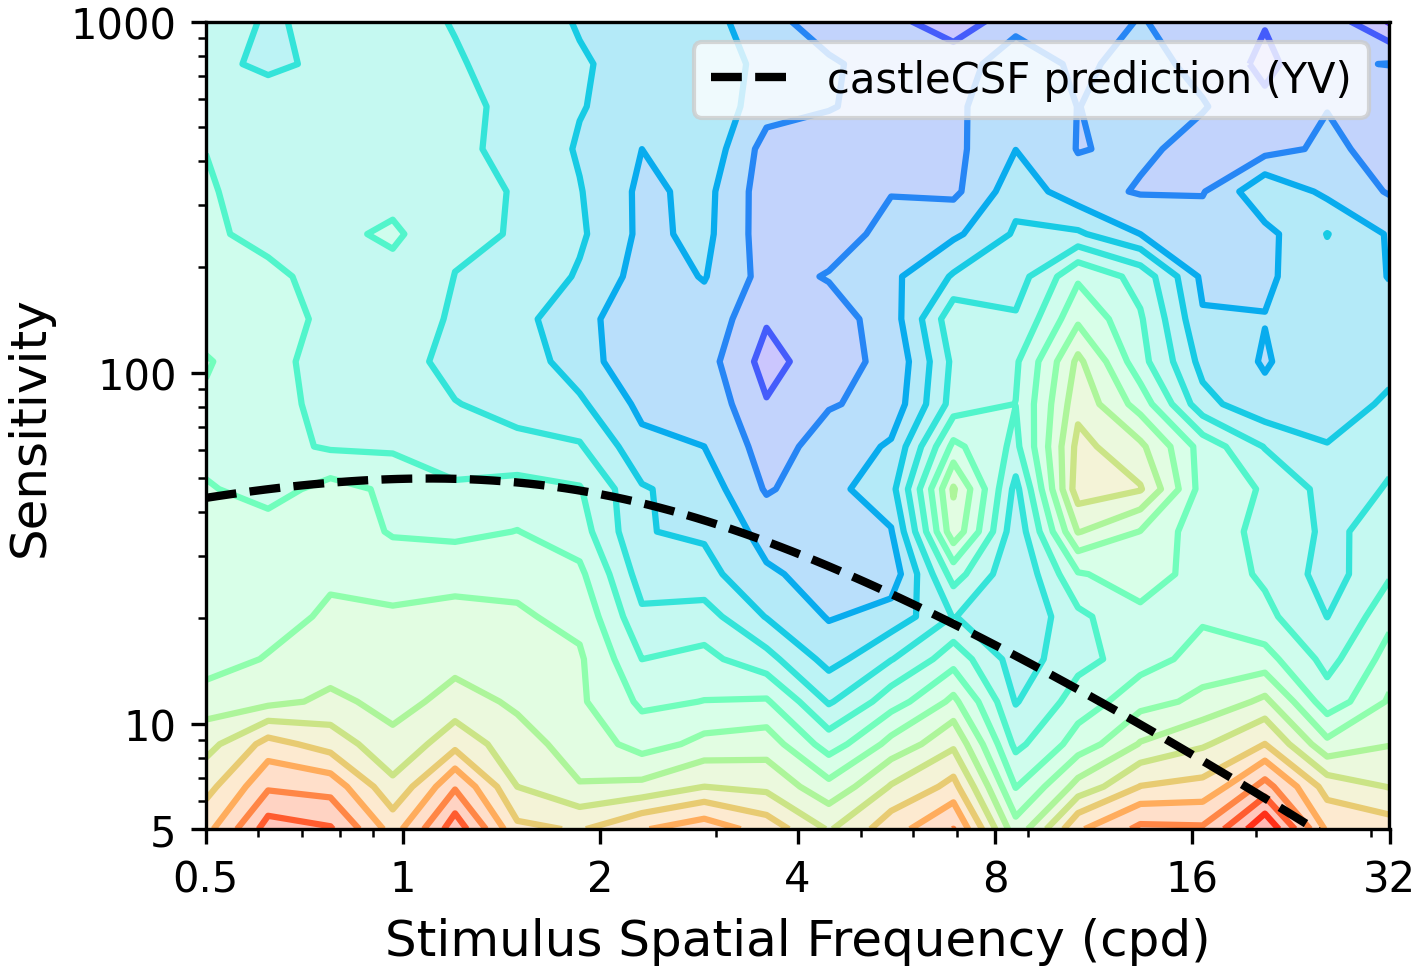 1000
castleCSF prediction (YV)
Sensitivity
100
10
5
0.5 1 2 4 8 16 32
Stimulus Spatial Frequency (cpd)